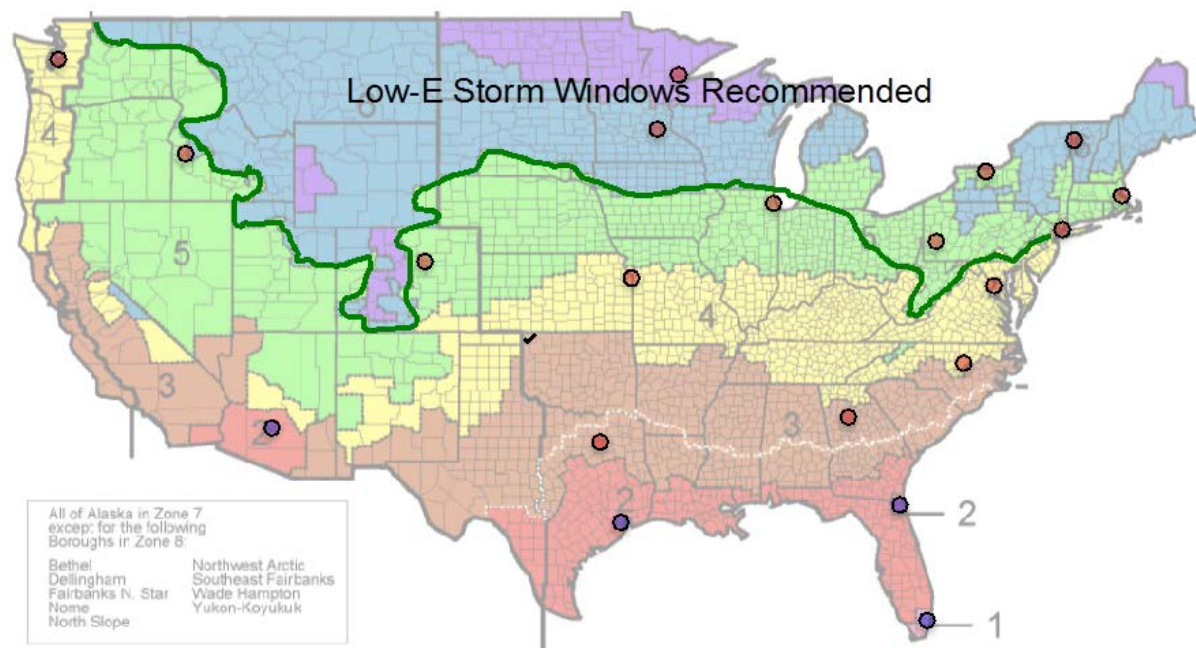 7
Low-E Storm Windows Recommended
6
4
5
4
3
3
2
2
2
1
All of Alaska in Zone 7
except for the following
Boroughs in Zone 8:
Bethel Northwest Arctic
Dellingham Southeast Fairbanks
Fairbanks N. Star Wade Hampton
Nome Yukon-Koyukuk
North Slope